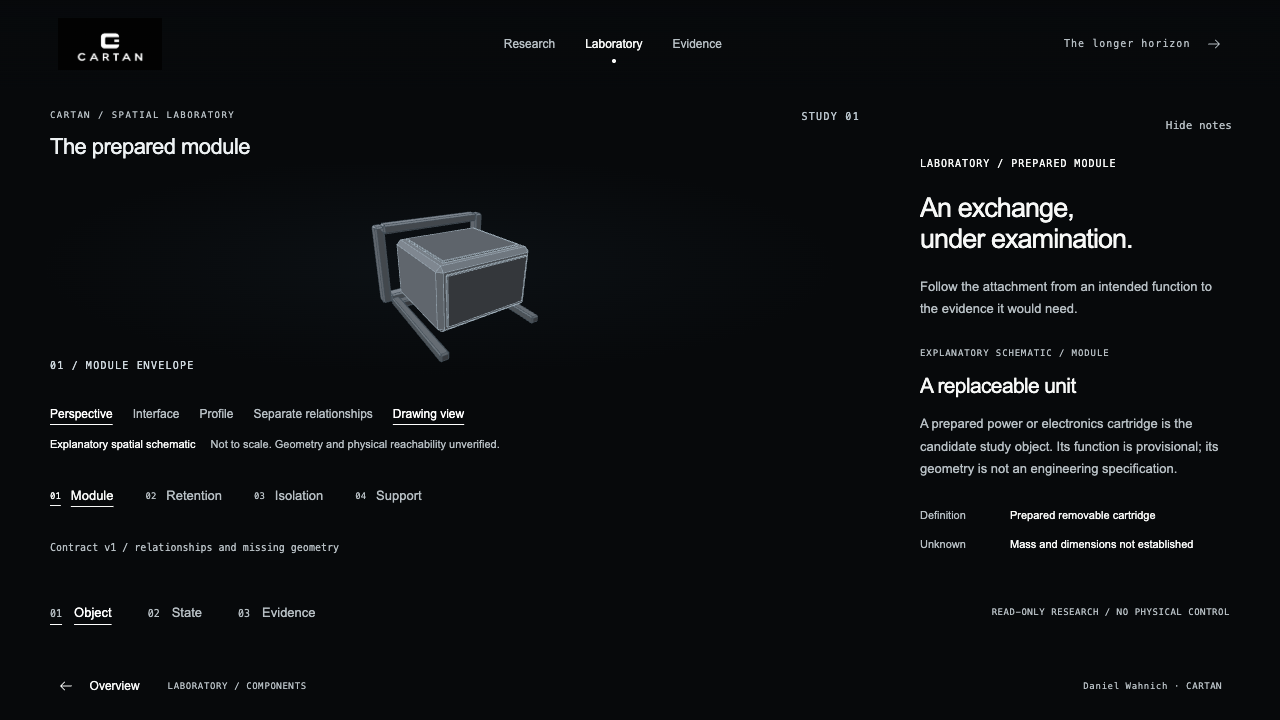 CARTAN
Research
Laboratory
Evidence
The longer horizon →
CARTAN / SPATIAL LABORATORY
The prepared module
STUDY 01
01 / MODULE ENVELOPE
Perspective
Interface
Profile
Separate relationships
Drawing view
Explanatory spatial schematic
Not to scale. Geometry and physical reachability unverified.
01 Module
02 Retention
03 Isolation
04 Support
Contract v1 / relationships and missing geometry
01 Object
02 State
03 Evidence
Hide notes
LABORATORY / PREPARED MODULE
An exchange,
under examination.
Follow the attachment from an intended function to
the evidence it would need.
EXPLANATORY SCHEMATIC / MODULE
A replaceable unit
A prepared power or electronics cartridge is the
candidate study object. Its function is provisional; its
geometry is not an engineering specification.
Definition Prepared removable cartridge
Unknown Mass and dimensions not established
READ-ONLY RESEARCH / NO PHYSICAL CONTROL
← Overview
LABORATORY / COMPONENTS
Daniel Wahnich · CARTAN